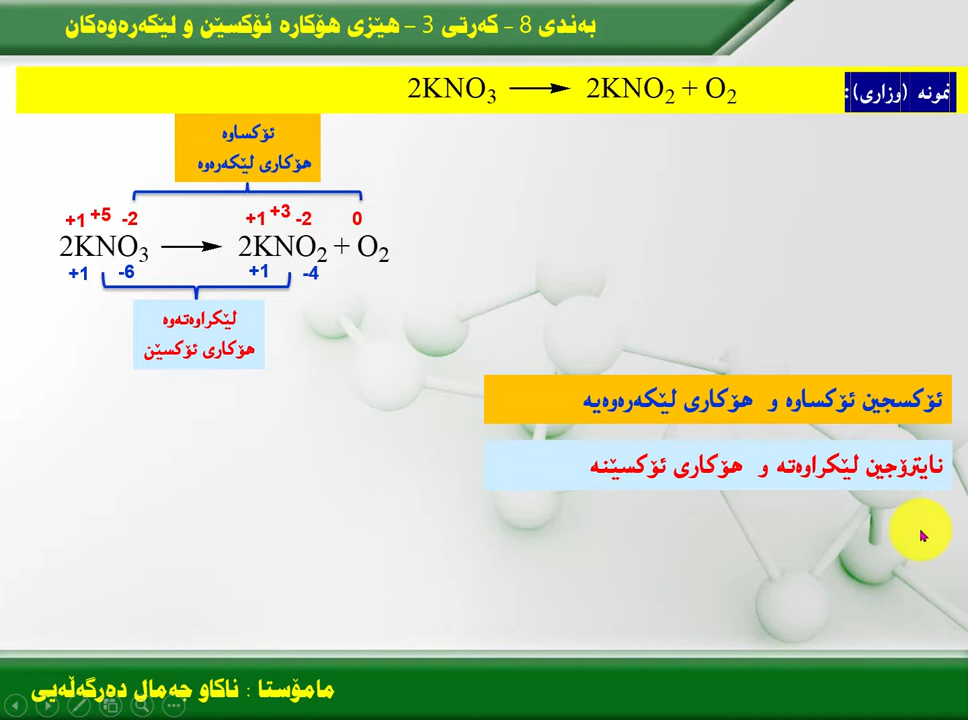 بەندی 8 - کەرتی 3 - هێزی هۆکارە ئۆکسێن و لێکەرەوەکان
نمونە (وزاری):
2KNO₃ ⟶ 2KNO₂ + O₂
ئۆکساوە
هۆکاری لێکەرەوە
+1 +5 -2 +1 +3 -2 0
2KNO₃ ⟶ 2KNO₂ + O₂
+1 -6 +1 -4
لێکراوەتەوە
هۆکاری ئۆکسێن
ئۆکسجین ئۆکساوە و هۆکاری لێکەرەوەیە
نایترۆجین لێکراوەتە و هۆکاری ئۆکسێنە
مامۆستا : ناکاو جەمال دەرگەڵەیی